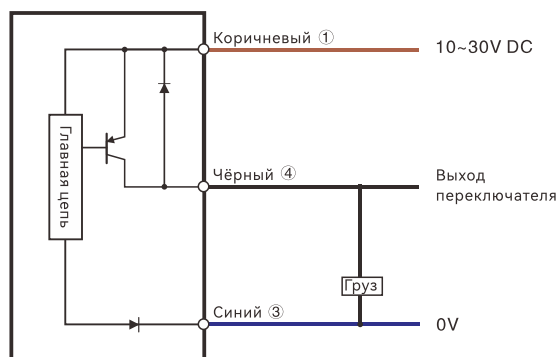 Коричневый ①
10~30V DC
Главная цепь
Чёрный ④
Выход
переключателя
Груз
Синий ③
0V